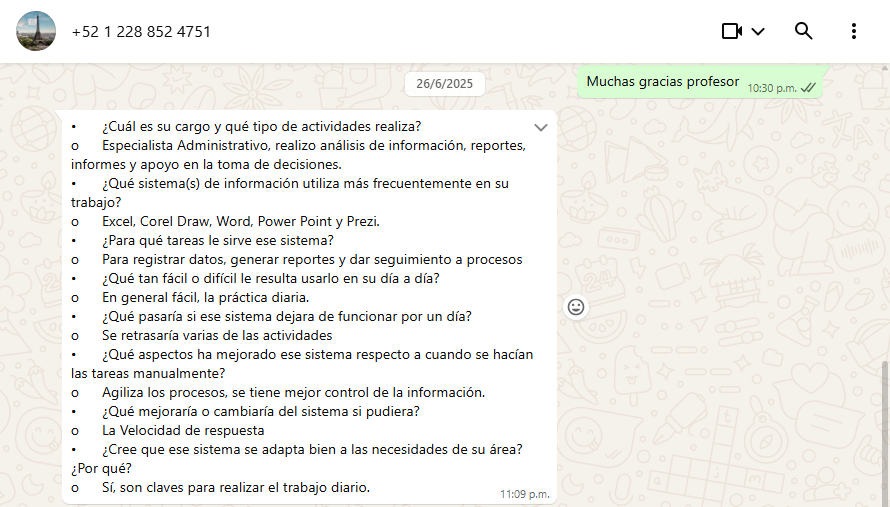 +52 1 228 852 4751
Muchas gracias profesor 10:30 p.m.
26/6/2025
• ¿Cuál es su cargo y qué tipo de actividades realiza?
o Especialista Administrativo, realizo análisis de información, reportes,
informes y apoyo en la toma de decisiones.
• ¿Qué sistema(s) de información utiliza más frecuentemente en su
trabajo?
o Excel, Corel Draw, Word, Power Point y Prezi.
• ¿Para qué tareas le sirve ese sistema?
o Para registrar datos, generar reportes y dar seguimiento a procesos
• ¿Qué tan fácil o difícil le resulta usarlo en su día a día?
o En general fácil, la práctica diaria.
• ¿Qué pasaría si ese sistema dejara de funcionar por un día?
o Se retrasaría varias de las actividades
• ¿Qué aspectos ha mejorado ese sistema respecto a cuando se hacían
las tareas manualmente?
o Agiliza los procesos, se tiene mejor control de la información.
• ¿Qué mejoraría o cambiaría del sistema si pudiera?
o La Velocidad de respuesta
• ¿Cree que ese sistema se adapta bien a las necesidades de su área?
¿Por qué?
o Sí, son claves para realizar el trabajo diario.
11:09 p.m.